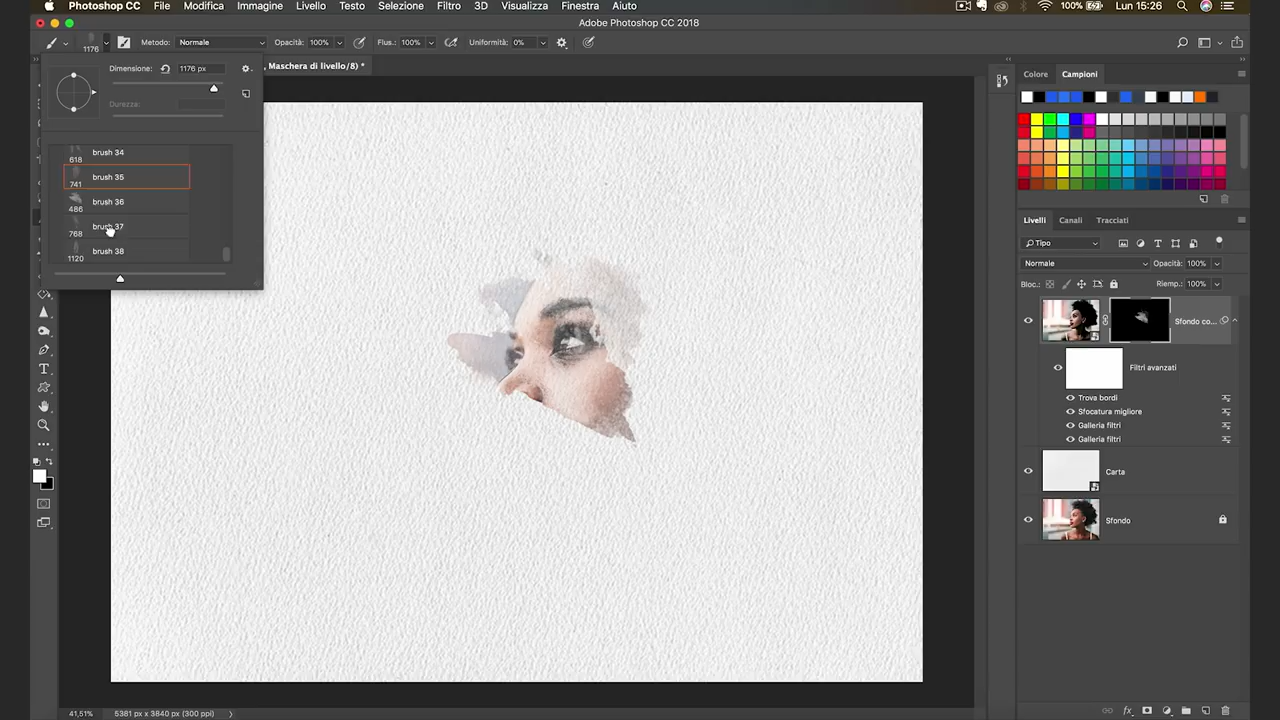 Photoshop CC File Modifica Immagine Livello Testo Selezione Filtro 3D Visualizza Finestra Aiuto 100% Lun 15:26
Adobe Photoshop CC 2018
1176 Metodo: Normale Opacità: 100% Flus.: 100% Uniformità: 0%
Maschera di livello/8) *
Dimensione: 1176 px
Durezza:
brush 34
618
brush 35
741
brush 36
486
brush 37
768
brush 38
1120
Colore Campioni
Livelli Canali Tracciati
Tipo
Normale Opacità: 100%
Bloc.: Riemp.: 100%
Sfondo co...
Filtri avanzati
Trova bordi
Sfocatura migliore
Galleria filtri
Galleria filtri
Carta
Sfondo
41,51% 5381 px x 3840 px (300 ppi)